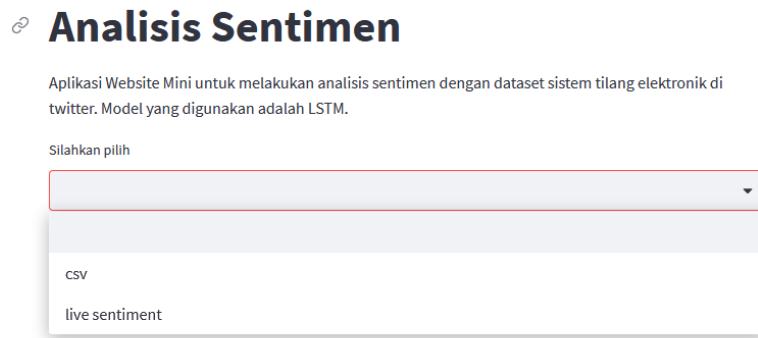 Analisis Sentimen
Aplikasi Website Mini untuk melakukan analisis sentimen dengan dataset sistem tilang elektronik di
twitter. Model yang digunakan adalah LSTM.
Silahkan pilih
csv
live sentiment